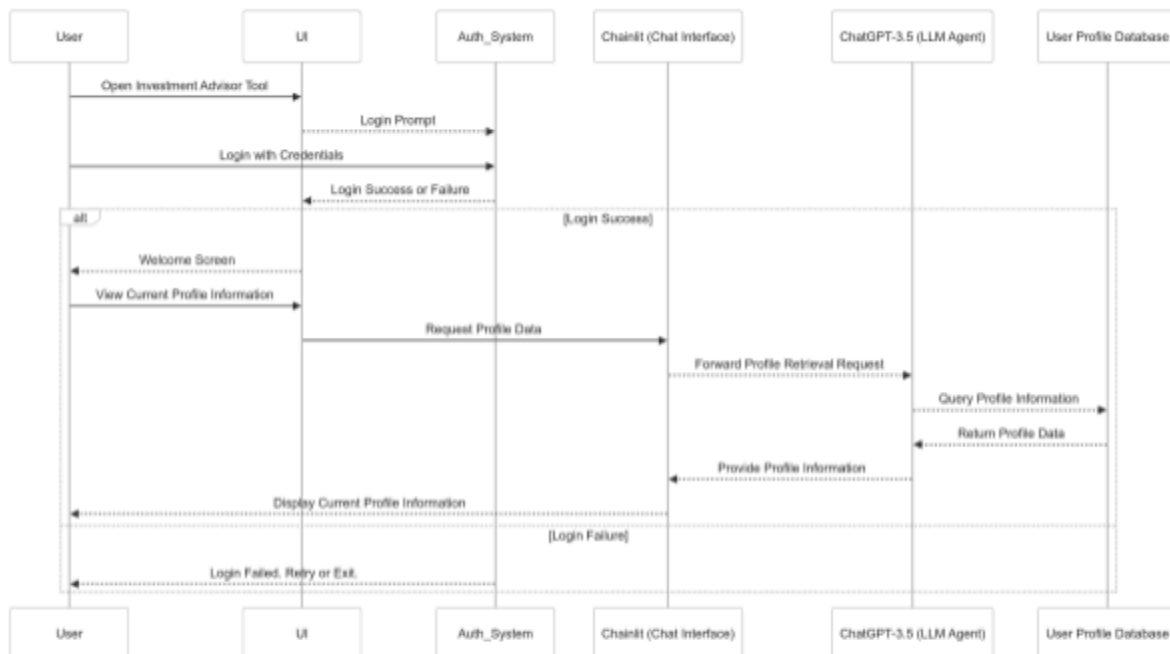 User UI Auth_System Chainlit (Chat Interface) ChatGPT-3.5 (LLM Agent) User Profile Database
Open Investment Advisor Tool
Login Prompt
Login with Credentials
Login Success or Failure
alt [Login Success]
Welcome Screen
View Current Profile Information
Request Profile Data
Forward Profile Retrieval Request
Query Profile Information
Return Profile Data
Provide Profile Information
Display Current Profile Information
[Login Failure]
Login Failed. Retry or Exit.
User UI Auth_System Chainlit (Chat Interface) ChatGPT-3.5 (LLM Agent) User Profile Database